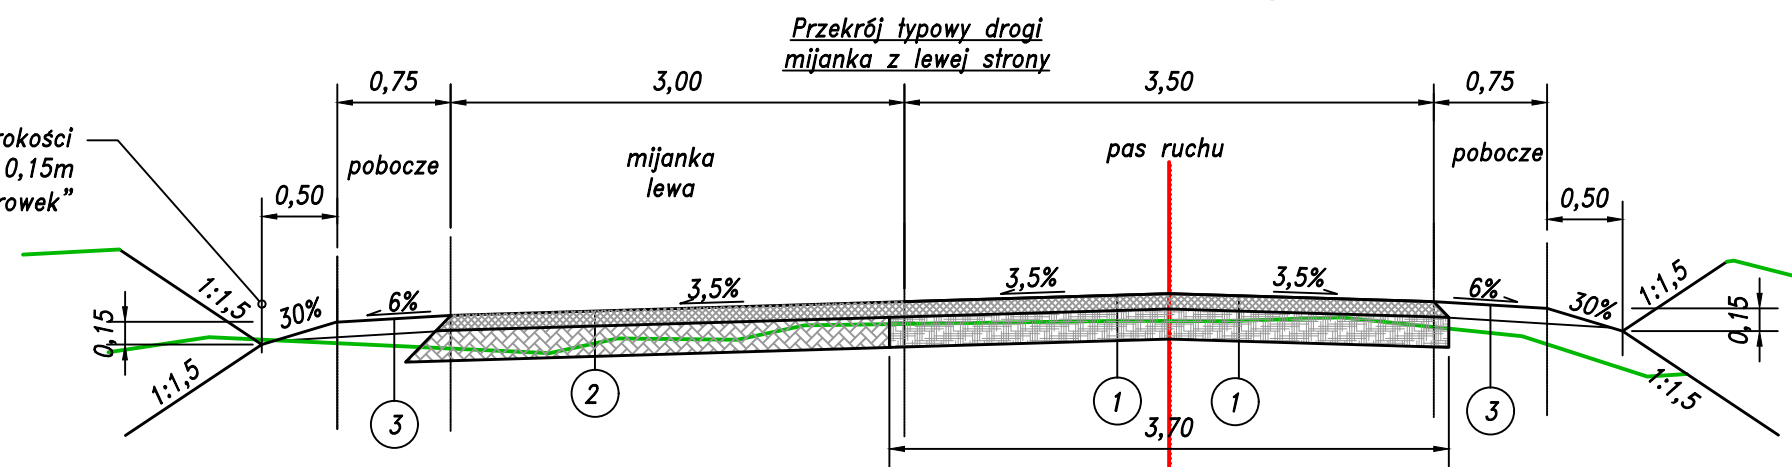 Przekrój typowy drogi
mijanka z lewej strony
0,75
3,00
3,50
0,75
rokości
0,15m
rowek”
pobocze
mijanka
lewa
pas ruchu
pobocze
0,50
0,50
1:1,5
30%
6%
3,5%
3,5%
3,5%
6%
30%
1:1,5
0,15
0,15
1:1,5
1:1,5
3
2
1
1
3
3,70